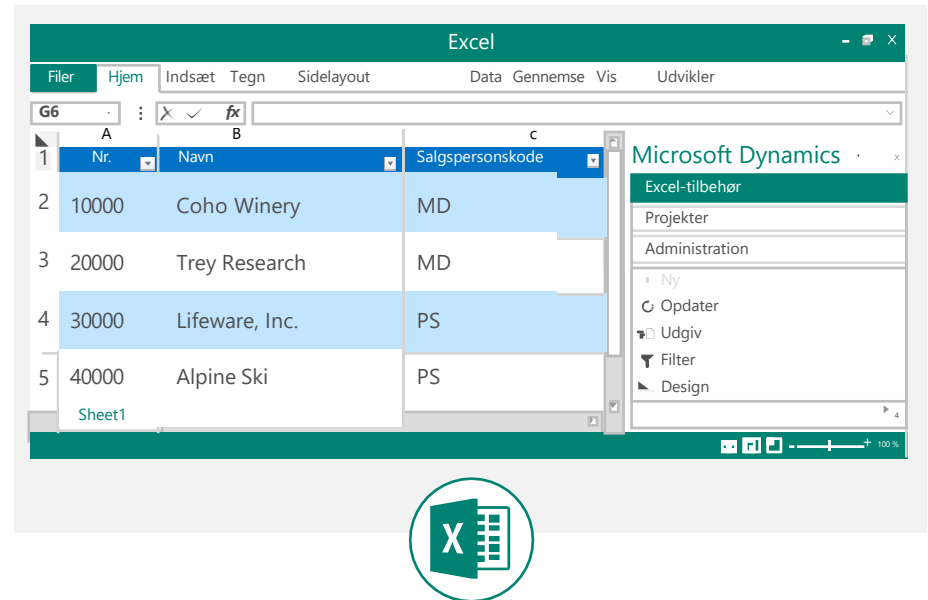 Excel
Filer Hjem Indsæt Tegn Sidelayout Data Gennemse Vis Udvikler
G6 fx
A B C
1 Nr. Navn Salgspersonskode
2 10000 Coho Winery MD
3 20000 Trey Research MD
4 30000 Lifeware, Inc. PS
5 40000 Alpine Ski PS
Sheet1
Microsoft Dynamics
Excel-tilbehør
Projekter
Administration
Ny
Opdater
Udgiv
Filter
Design
4
100 %
X